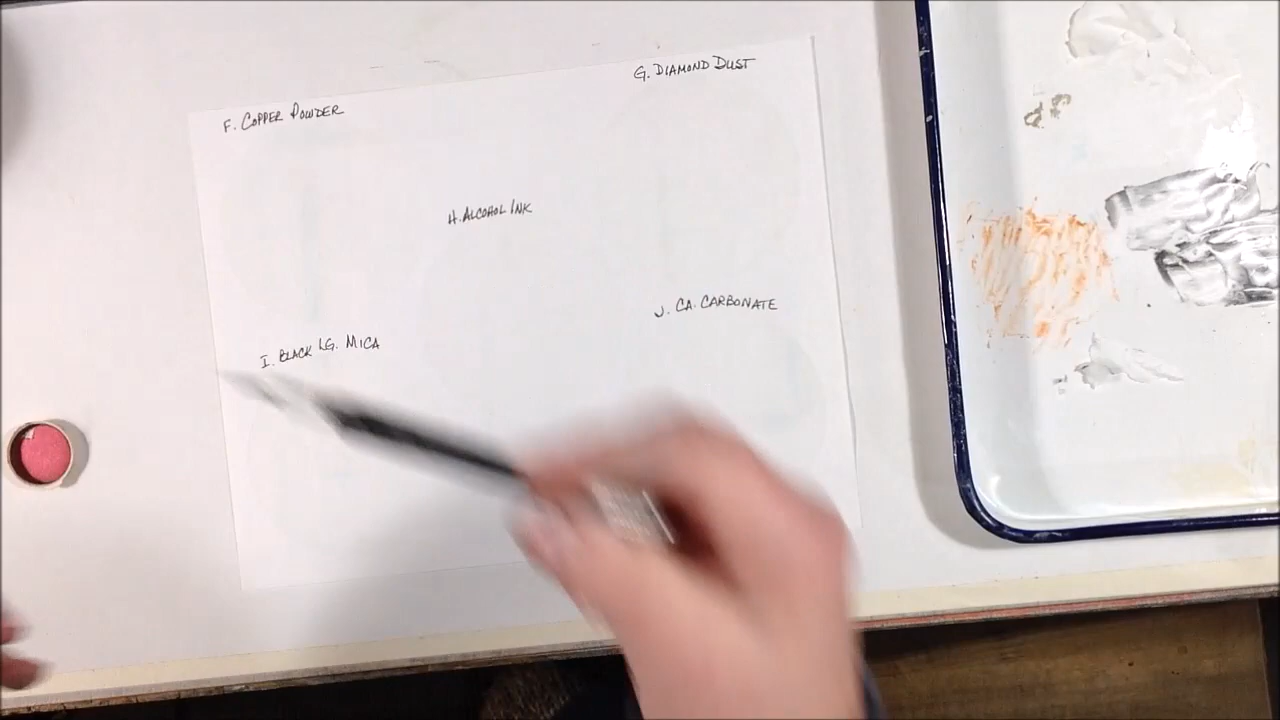 F. COPPER POWDER
G. DIAMOND DUST
H. ALCOHOL INK
I. BLACK LG. MICA
J. CA. CARBONATE